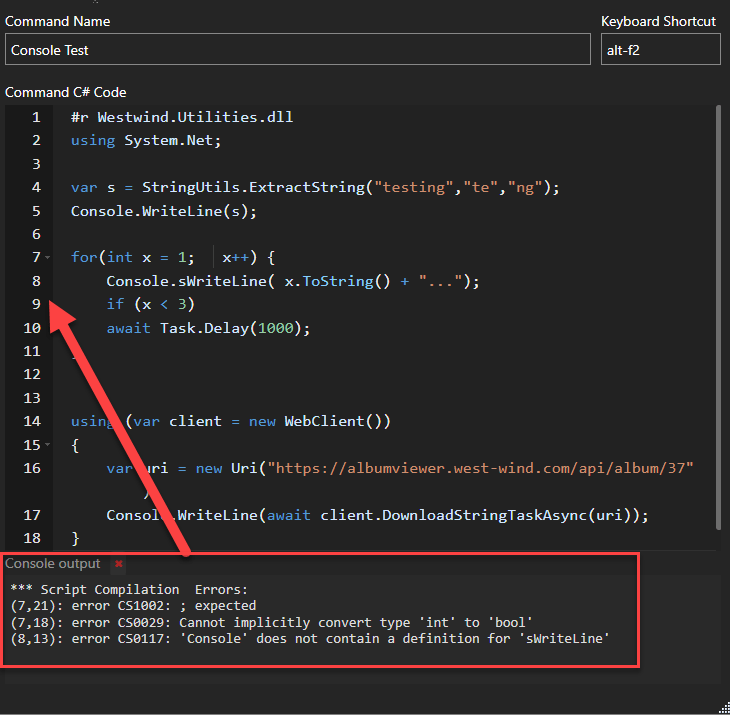 Command Name
Keyboard Shortcut
Console Test
alt-f2
Command C# Code
1 #r Westwind.Utilities.dll
2 using System.Net;
3
4 var s = StringUtils.ExtractString("testing","te","ng");
5 Console.WriteLine(s);
6
7 for(int x = 1;   x++) {
8     Console.sWriteLine( x.ToString() + "...");
9     if (x < 3)
10     await Task.Delay(1000);
11
12
13
14 using (var client = new WebClient())
15 {
16     var uri = new Uri("https://albumviewer.west-wind.com/api/album/37"
)
17     Console.WriteLine(await client.DownloadStringTaskAsync(uri));
18 }
Console output
*** Script Compilation  Errors:
(7,21): error CS1002: ; expected
(7,18): error CS0029: Cannot implicitly convert type 'int' to 'bool'
(8,13): error CS0117: 'Console' does not contain a definition for 'sWriteLine'